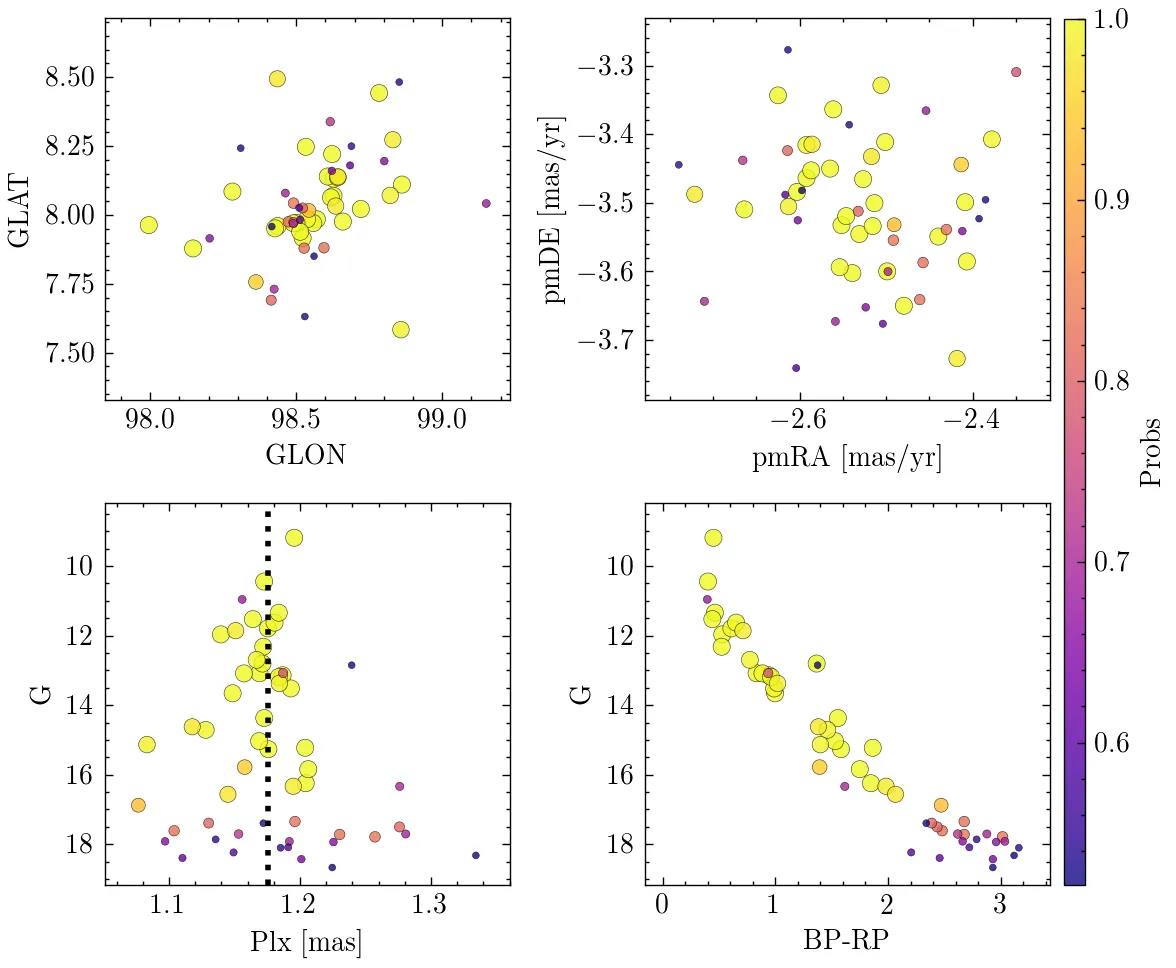 8.50
8.25
8.00
7.75
7.50
GLAT
98.0 98.5 99.0
GLON
−3.3
−3.4
−3.5
−3.6
−3.7
pmDE [mas/yr]
−2.6 −2.4
pmRA [mas/yr]
10
12
14
16
18
G
1.1 1.2 1.3
Plx [mas]
10
12
14
16
18
G
0 1 2 3
BP-RP
1.0
0.9
0.8
0.7
0.6
Probs